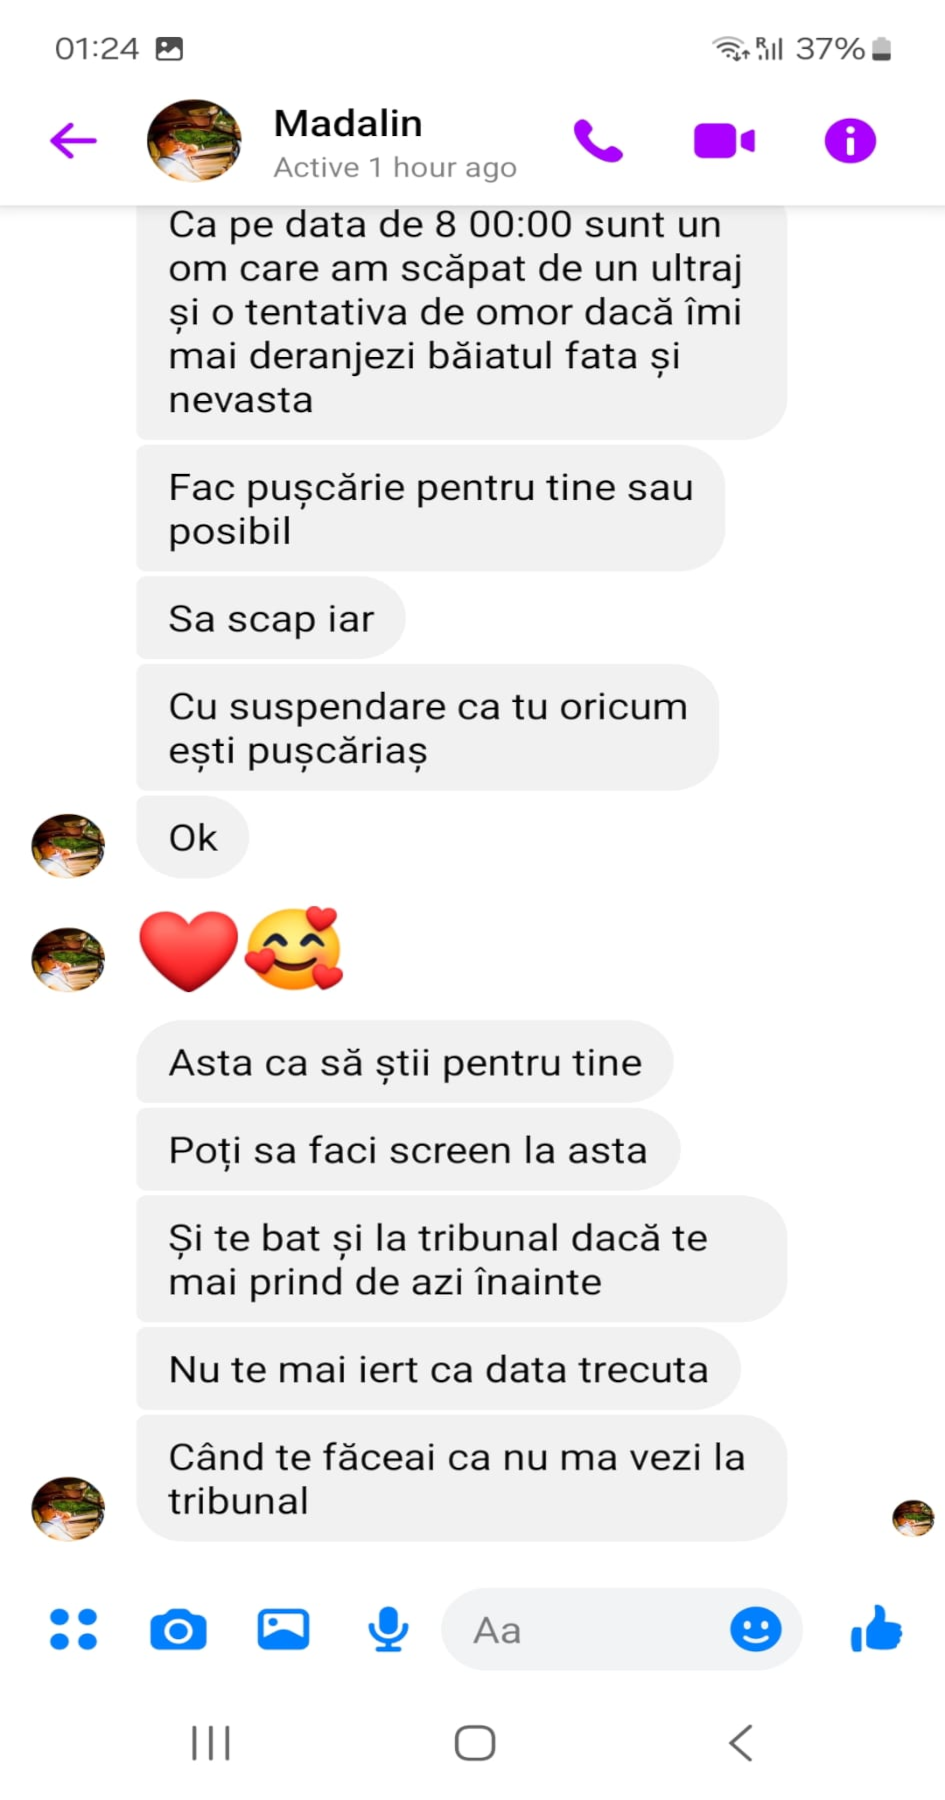 01:24
37%
Madalin
Active 1 hour ago
Ca pe data de 8 00:00 sunt un
om care am scăpat de un ultraj
și o tentativa de omor dacă îmi
mai deranjezi băiatul fata și
nevasta
Fac pușcărie pentru tine sau
posibil
Sa scap iar
Cu suspendare ca tu oricum
ești pușcăriaș
Ok
Asta ca să știi pentru tine
Poți sa faci screen la asta
Și te bat și la tribunal dacă te
mai prind de azi înainte
Nu te mai iert ca data trecuta
Când te făceai ca nu ma vezi la
tribunal
Aa